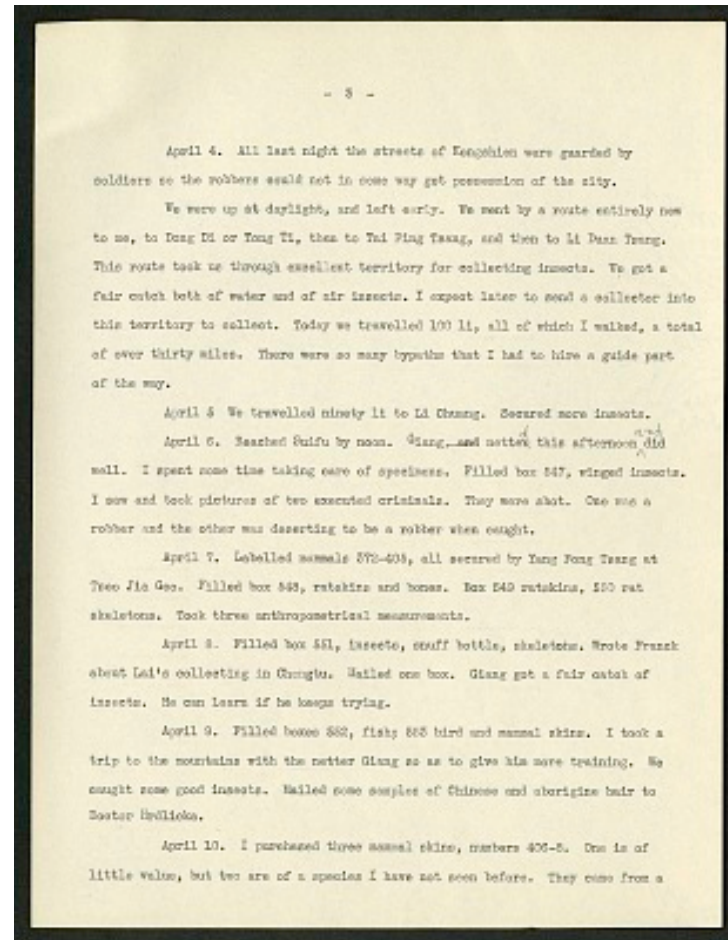 - 3 -
April 4. All last night the streets of Kongshien were guarded by
soldiers so the robbers could not in some way get possession of the city.
We were up at daylight, and left early. We went by a route entirely new
to me, to Dong Di or Tong Ti, then to Tai Ping Tsang, and then to Li Duan Tsang.
This route took us through excellent territory for collecting insects. We got a
fair catch both of water and of air insects. I expect later to send a collector into
this territory to collect. Today we travelled 100 li, all of which I walked, a total
of over thirty miles. There were so many bypaths that I had to hire a guide part
of the way.
April 5 We travelled ninety li to Li Chuang. Secured more insects.
April 6. Reached Suifu by noon. Giang, and netted this afternoon and did
well. I spent some time taking care of specimens. Filled box 547, winged insects.
I saw and took pictures of two executed criminals. They were shot. One was a
robber and the other was deserting to be a robber when caught.
April 7. Labelled mammals 372-405, all secured by Yang Fong Tsang at
Tseo Jia Geo. Filled box 548, ratskins and bones. Box 549 ratskins, 550 rat
skeletons. Took three anthropometrical measurements.
April 8. Filled box 551, insects, snuff bottle, skeletons. Wrote Franck
about Lai's collecting in Chengtu. Mailed one box. Giang got a fair catch of
insects. He can learn if he keeps trying.
April 9. Filled boxes 552, fish; 553 bird and mammal skins. I took a
trip to the mountains with the netter Giang so as to give him more training. We
caught some good insects. Mailed some samples of Chinese and aborigine hair to
Doctor Hrdlicka.
April 10. I purchased three mammal skins, numbers 406-8. One is of
little value, but two are of a species I have not seen before. They came from a